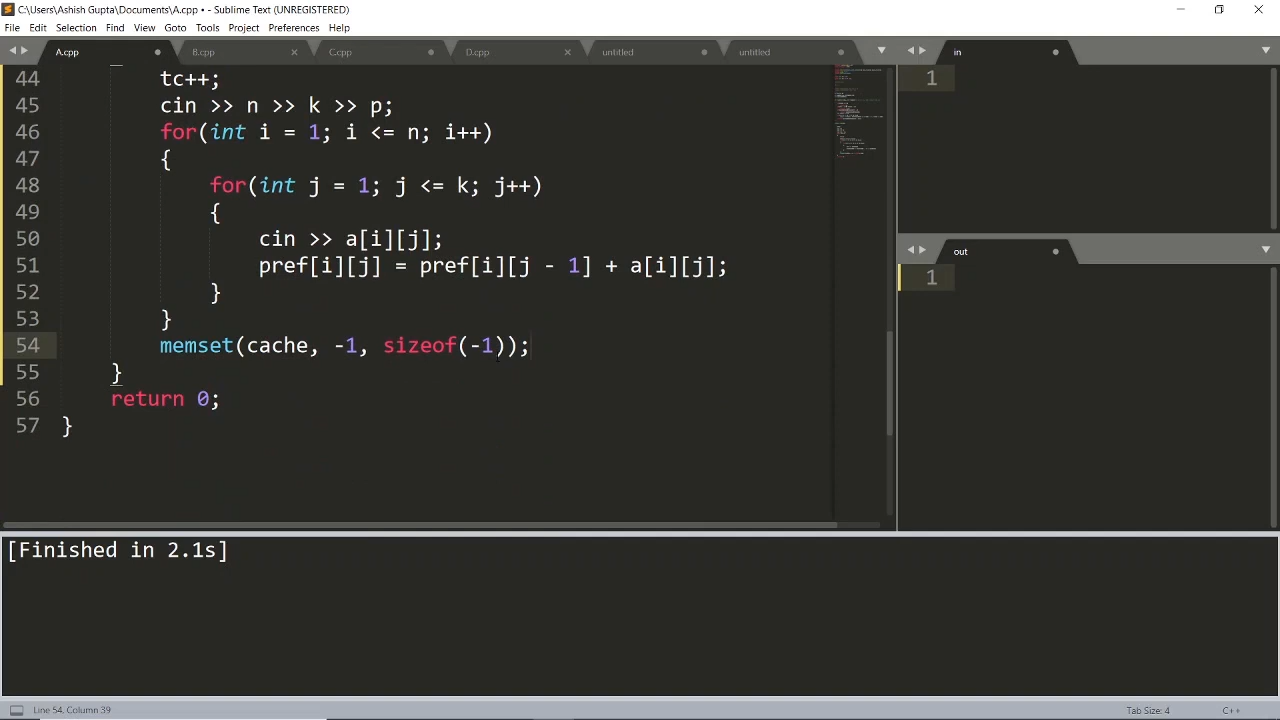 C:\Users\Ashish Gupta\Documents\A.cpp • - Sublime Text (UNREGISTERED)
File Edit Selection Find View Goto Tools Project Preferences Help
A.cpp B.cpp C.cpp D.cpp untitled untitled
44 tc++;
45 cin >> n >> k >> p;
46 for(int i = 1; i <= n; i++)
47 {
48 for(int j = 1; j <= k; j++)
49 {
50 cin >> a[i][j];
51 pref[i][j] = pref[i][j - 1] + a[i][j];
52 }
53 }
54 memset(cache, -1, sizeof(-1));
55 }
56 return 0;
57 }
in
1
out
1
[Finished in 2.1s]
Line 54, Column 39
Tab Size: 4
C++